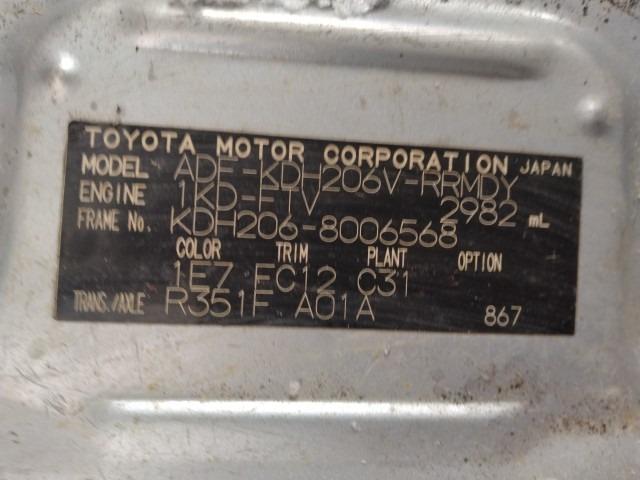 TOYOTA MOTOR CORPORATION JAPAN
MODEL ADF-KDH206V-RRMDY
ENGINE 1KD-FTV 2982 mL
FRAME No. KDH206-8006568
COLOR TRIM PLANT OPTION
1E7 FC12 C31
TRANS./AXLE R351F A01A 867